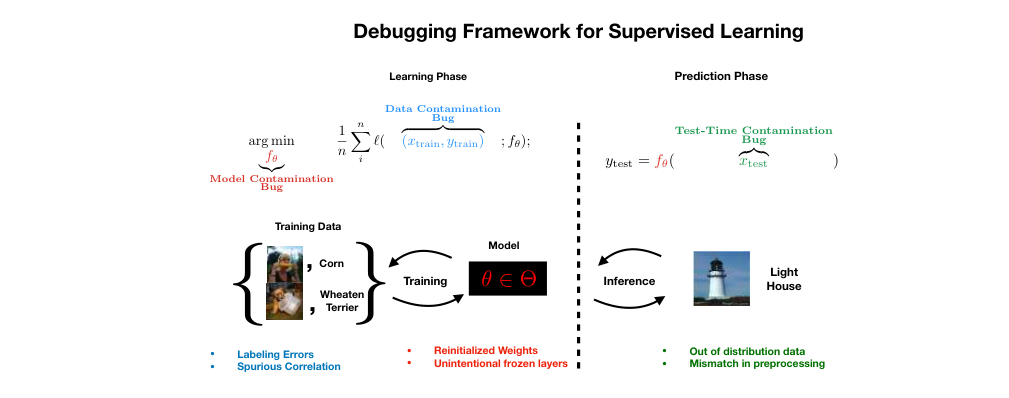 Debugging Framework for Supervised Learning
Learning Phase
Prediction Phase
Data Contamination
Bug
arg min
f_θ
1/n ∑_i^n ℓ( (x_train, y_train) ; f_θ);
Model Contamination
Bug
Test-Time Contamination
Bug
y_test = f_θ( x_test )
Training Data
{ , Corn
, Wheaten
Terrier }
Training
Model
θ ∈ Θ
Inference
Light
House
• Labeling Errors
• Spurious Correlation
• Reinitialized Weights
• Unintentional frozen layers
• Out of distribution data
• Mismatch in preprocessing